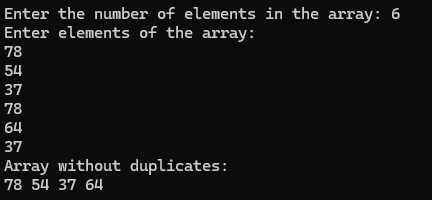 Enter the number of elements in the array: 6
Enter elements of the array:
78
54
37
78
64
37
Array without duplicates:
78 54 37 64